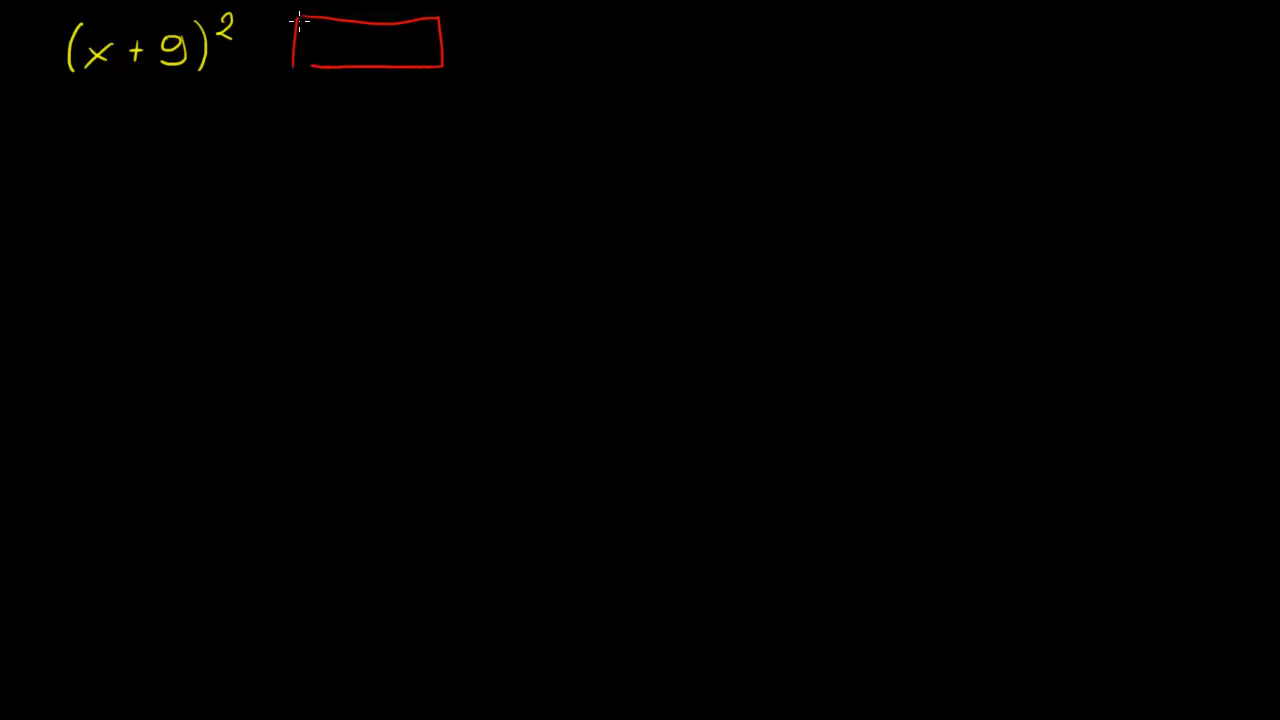 (x + 9)²